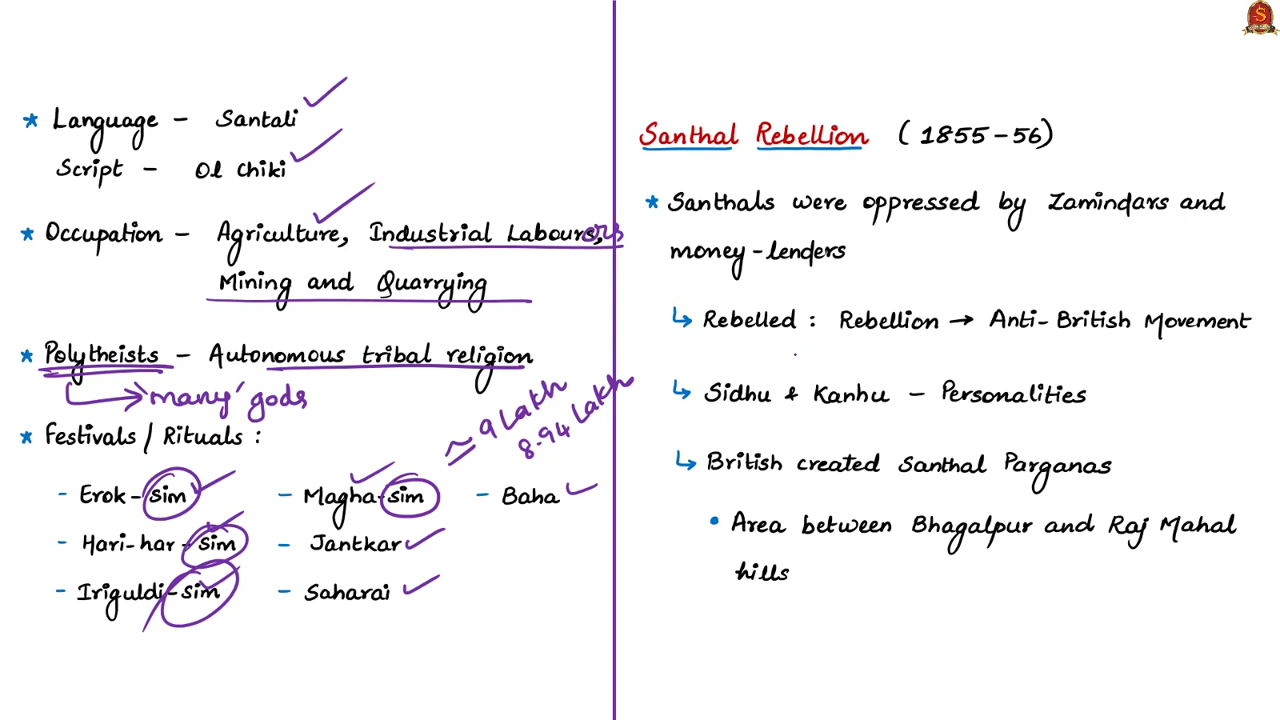 * Language - Santali
Script - Ol Chiki
* Occupation - Agriculture, Industrial Labours, ors
Mining and Quarrying
* Polytheists - Autonomous tribal religion
many gods
* Festivals / Rituals :
≃ 9 Lakh
8.94 Lakh
- Erok-sim - Magha-sim - Baha
- Hari-har-sim - Jantkar
- Iriguldi-sim - Saharai
Santhal Rebellion (1855-56)
* Santhals were oppressed by Zamindars and
money-lenders
↳ Rebelled : Rebellion → Anti-British Movement
↳ Sidhu & Kanhu - Personalities
↳ British created Santhal Parganas
• Area between Bhagalpur and Raj Mahal
hills